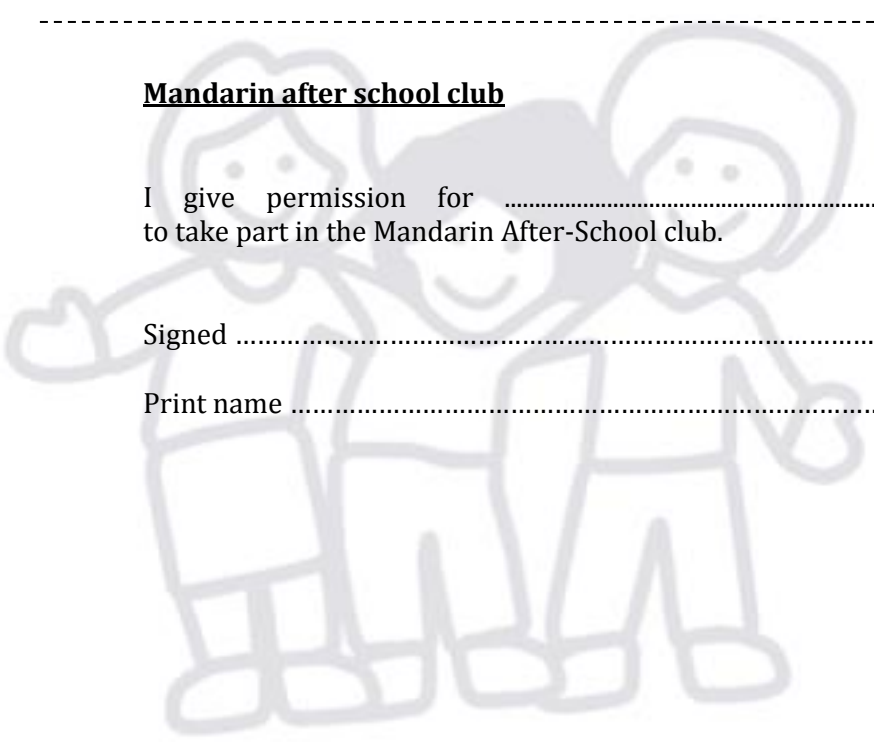 Mandarin after school club
I give permission for ........................................................................
to take part in the Mandarin After-School club.
Signed ………………………………………………………………………………
Print name ………………………………………………………………………